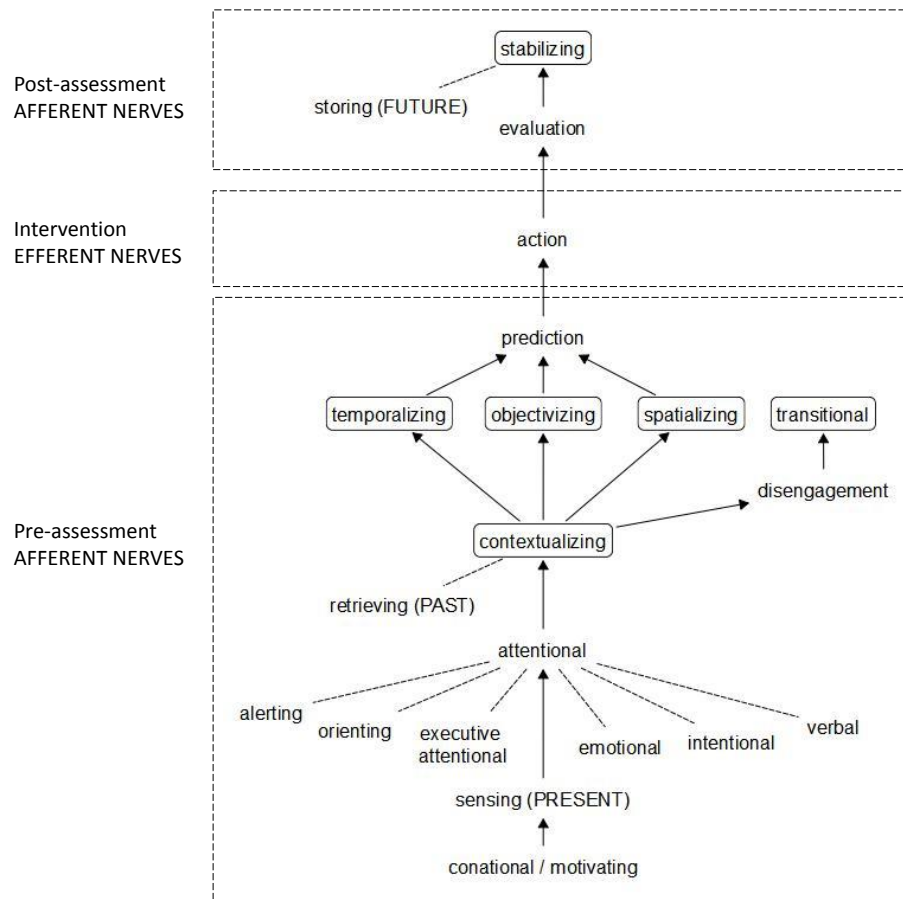 Post-assessment
AFFERENT NERVES
stabilizing
storing (FUTURE)
evaluation
Intervention
EFFERENT NERVES
action
Pre-assessment
AFFERENT NERVES
prediction
temporalizing
objectivizing
spatializing
transitional
disengagement
contextualizing
retrieving (PAST)
attentional
alerting
orienting
executive
attentional
emotional
intentional
verbal
sensing (PRESENT)
conational / motivating